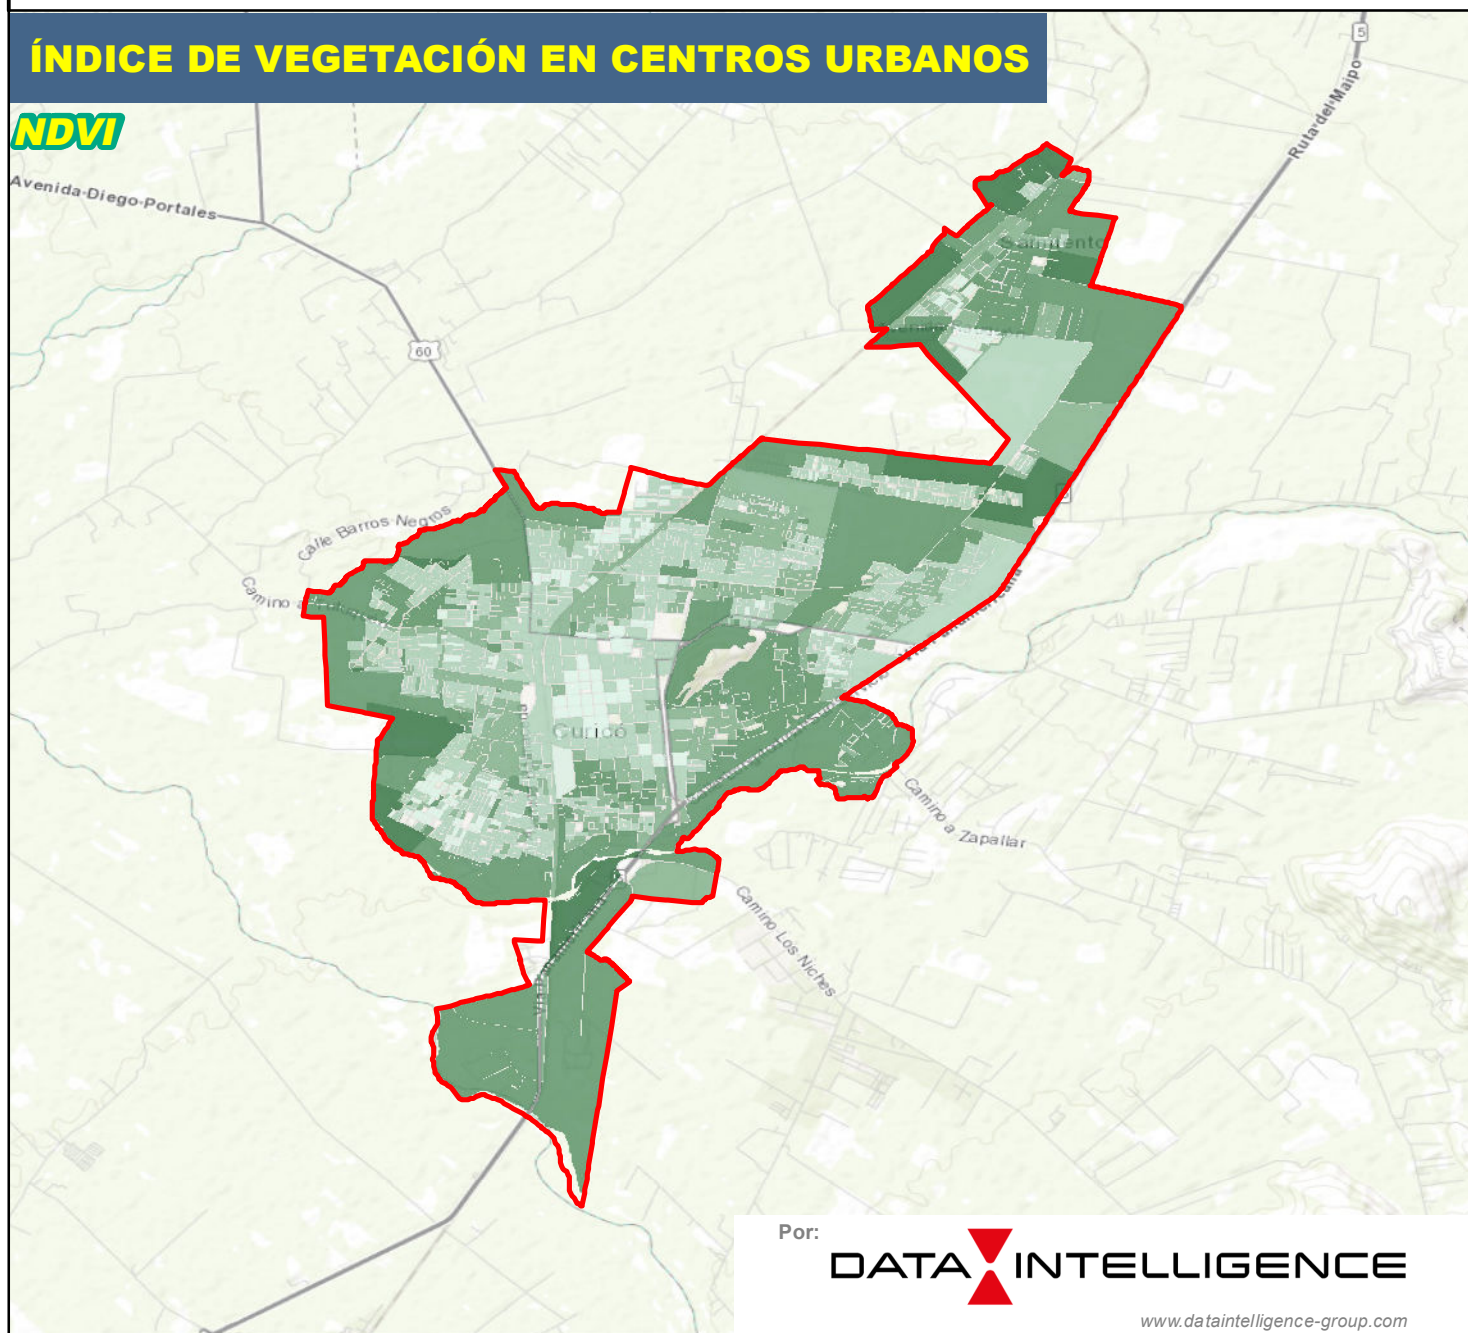 ÍNDICE DE VEGETACIÓN EN CENTROS URBANOS
NDVI
5
Ruta del Maipo
Avenida-Diego-Portales
Sarmiento
60
Calle Barros Negros
Camino a
Curicó
Camino a Zapallar
Camino Los Niches
Por:
DATA INTELLIGENCE
www.dataintelligence-group.com